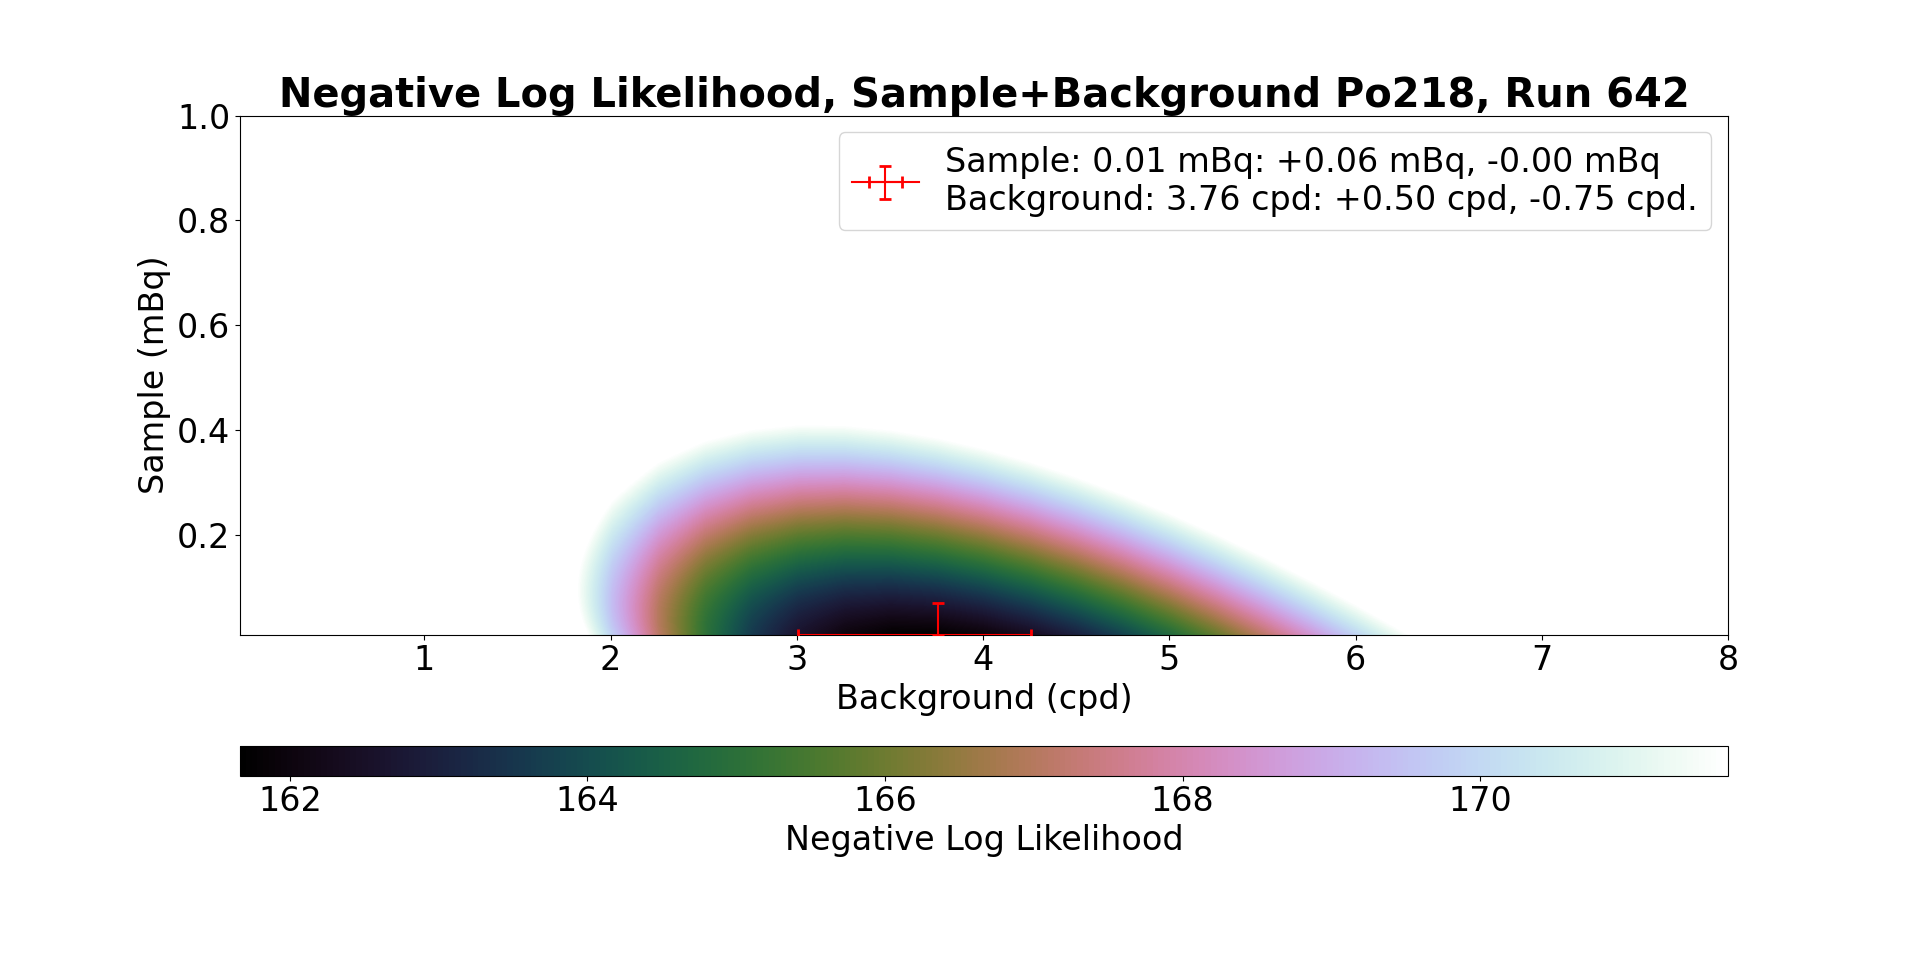 Negative Log Likelihood, Sample+Background Po218, Run 642
Sample: 0.01 mBq: +0.06 mBq, -0.00 mBq
Background: 3.76 cpd: +0.50 cpd, -0.75 cpd.
1.0
0.8
0.6
0.4
0.2
Sample (mBq)
1 2 3 4 5 6 7 8
Background (cpd)
162 164 166 168 170
Negative Log Likelihood